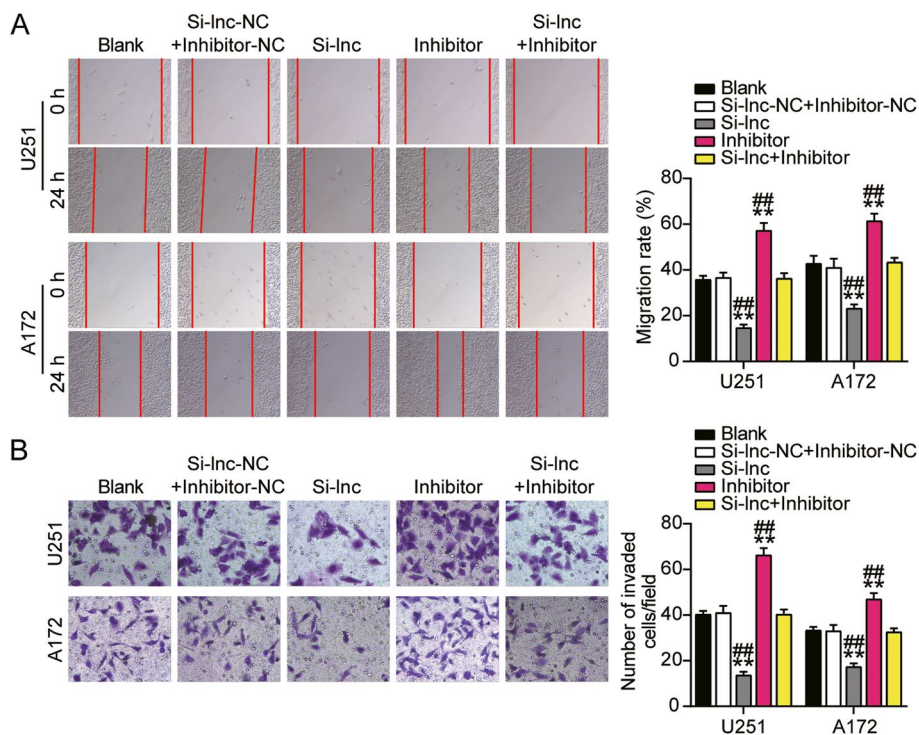 A
Blank
Si-lnc-NC
+Inhibitor-NC
Si-lnc
Inhibitor
Si-lnc
+Inhibitor
U251
0 h
24 h
A172
0 h
24 h
Blank
Si-lnc-NC+Inhibitor-NC
Si-lnc
Inhibitor
Si-lnc+Inhibitor
Migration rate (%)
80
60
40
20
0
##
**
##
**
##
**
##
**
U251
A172
B
Blank
Si-lnc-NC
+Inhibitor-NC
Si-lnc
Inhibitor
Si-lnc
+Inhibitor
U251
A172
Blank
Si-lnc-NC+Inhibitor-NC
Si-lnc
Inhibitor
Si-lnc+Inhibitor
Number of invaded
cells/field
80
60
40
20
0
##
**
##
**
##
**
##
**
U251
A172